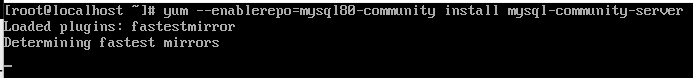 [root@localhost ~]# yum --enablerepo=mysql80-community install mysql-community-server
Loaded plugins: fastestmirror
Determining fastest mirrors